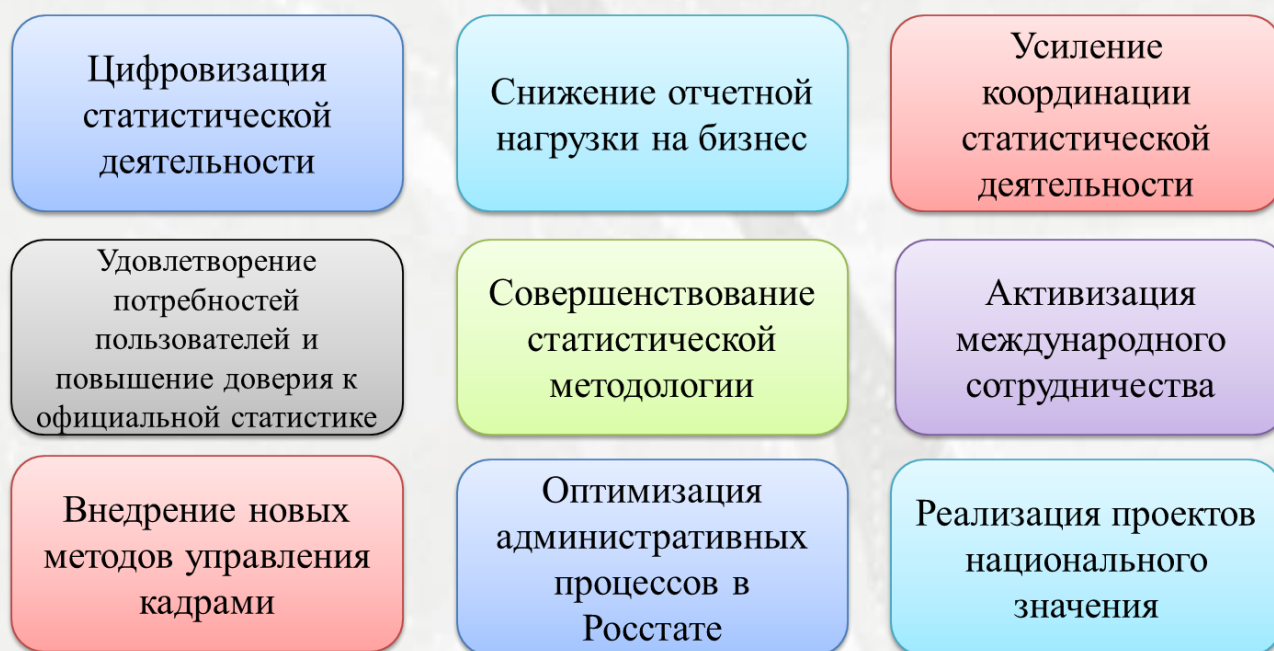 Цифровизация
статистической
деятельности
Снижение отчетной
нагрузки на бизнес
Усиление
координации
статистической
деятельности
Удовлетворение
потребностей
пользователей и
повышение доверия к
официальной статистике
Совершенствование
статистической
методологии
Активизация
международного
сотрудничества
Внедрение новых
методов управления
кадрами
Оптимизация
административных
процессов в
Росстате
Реализация проектов
национального
значения